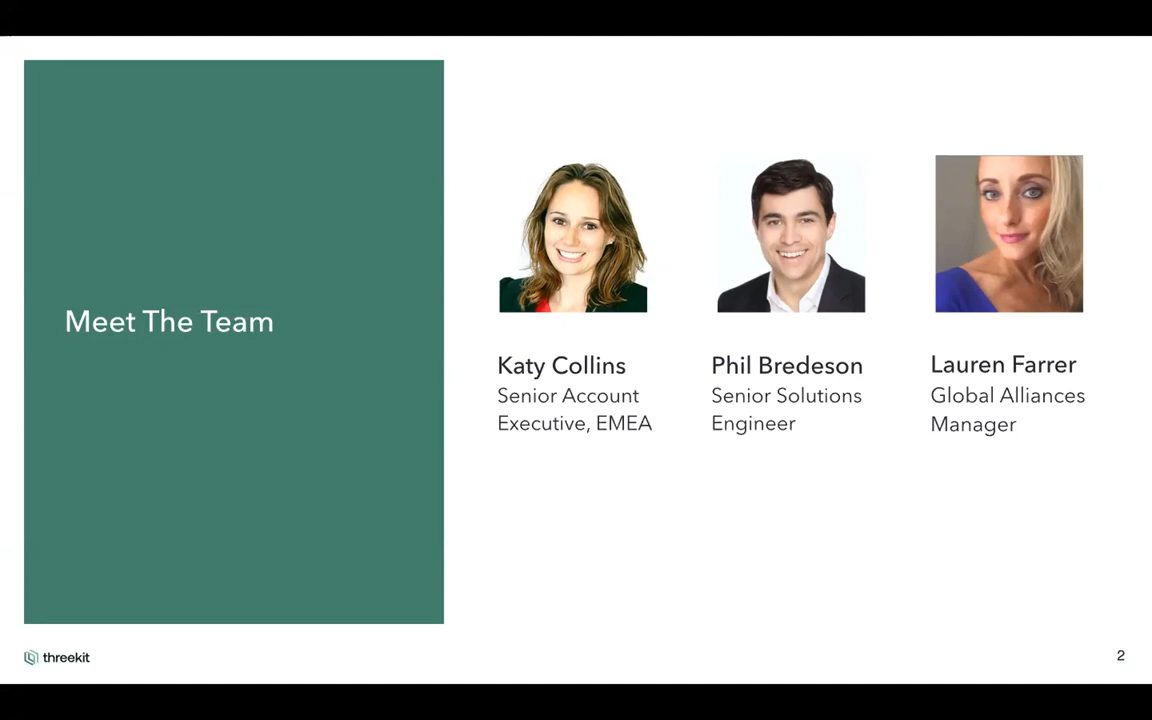 Meet The Team
Katy Collins
Senior Account
Executive, EMEA
Phil Bredeson
Senior Solutions
Engineer
Lauren Farrer
Global Alliances
Manager
threekit
2